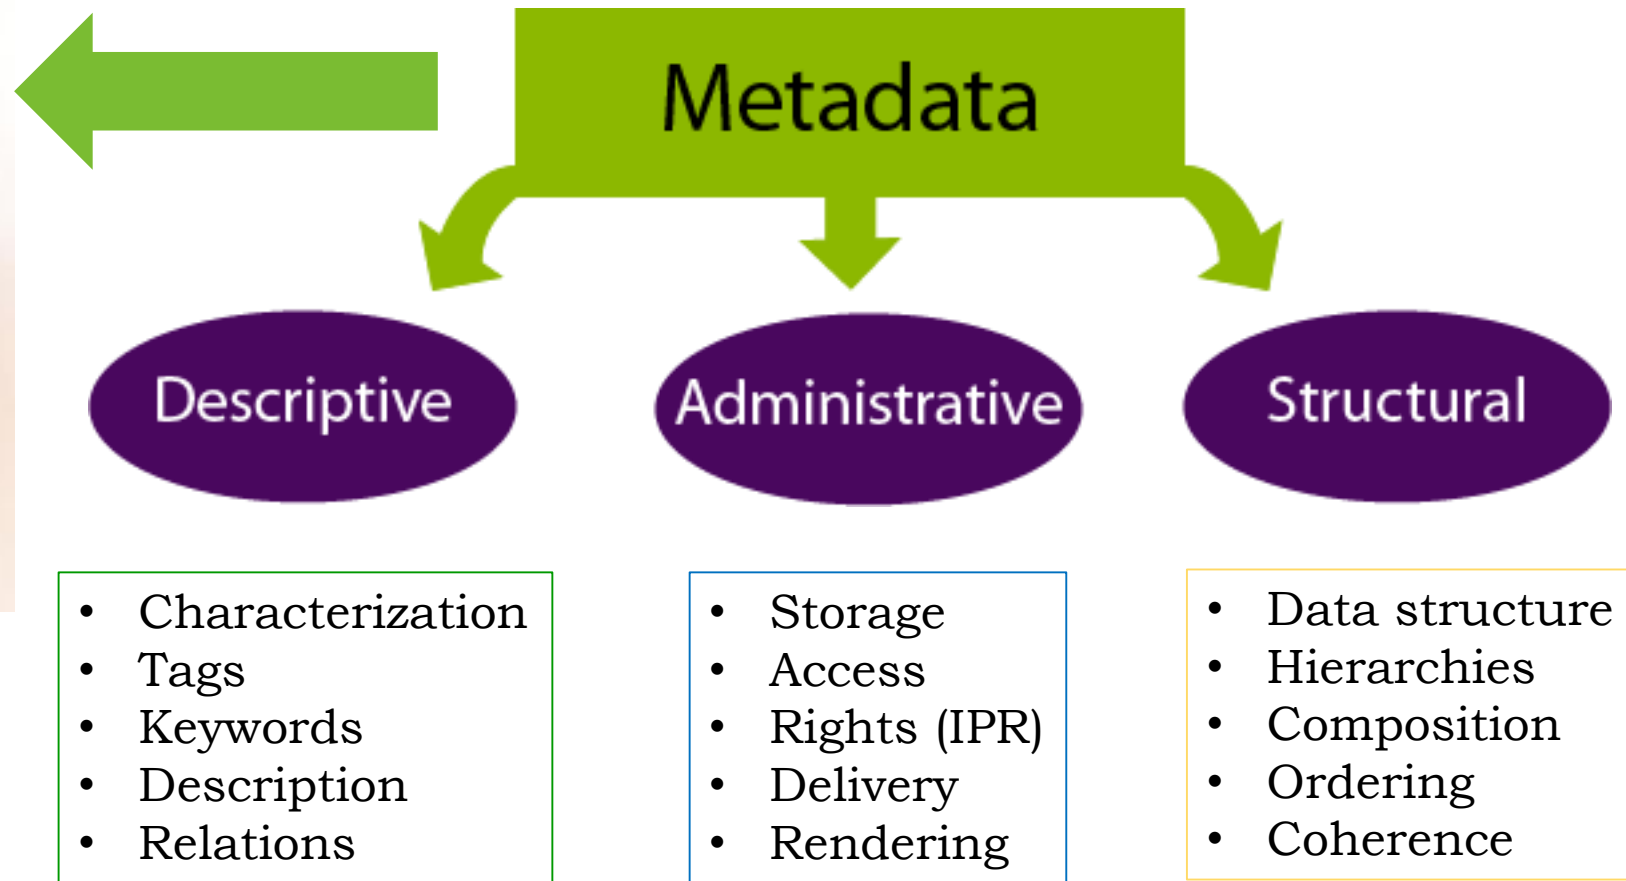 Metadata
Descriptive
Administrative
Structural
• Characterization
• Tags
• Keywords
• Description
• Relations
• Storage
• Access
• Rights (IPR)
• Delivery
• Rendering
• Data structure
• Hierarchies
• Composition
• Ordering
• Coherence